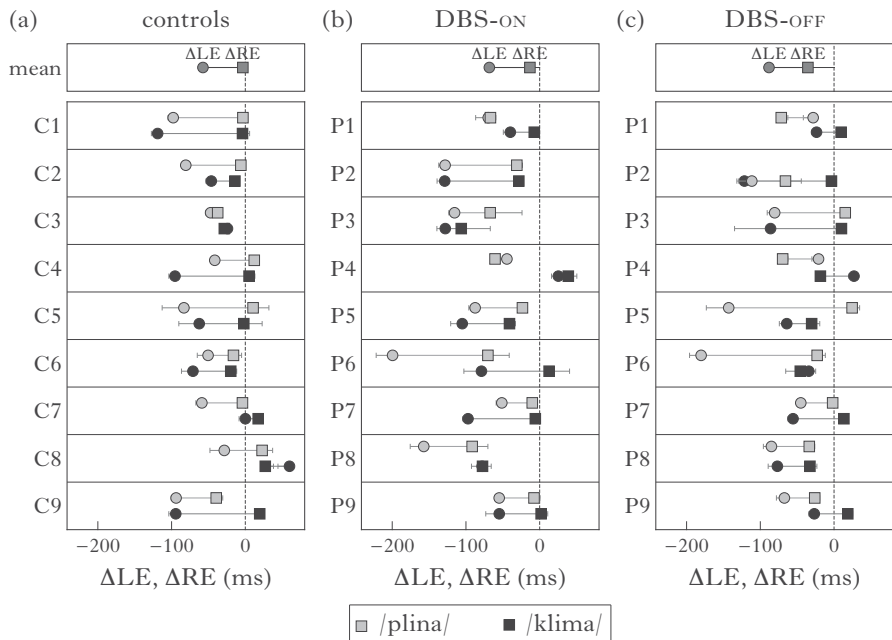 (a) controls (b) DBS-ON (c) DBS-OFF
mean ΔLE ΔRE ΔLE ΔRE ΔLE ΔRE
C1 P1 P1
C2 P2 P2
C3 P3 P3
C4 P4 P4
C5 P5 P5
C6 P6 P6
C7 P7 P7
C8 P8 P8
C9 P9 P9
−200 −100 0 −200 −100 0 −200 −100 0
ΔLE, ΔRE (ms) ΔLE, ΔRE (ms) ΔLE, ΔRE (ms)
/plina/ /klima/